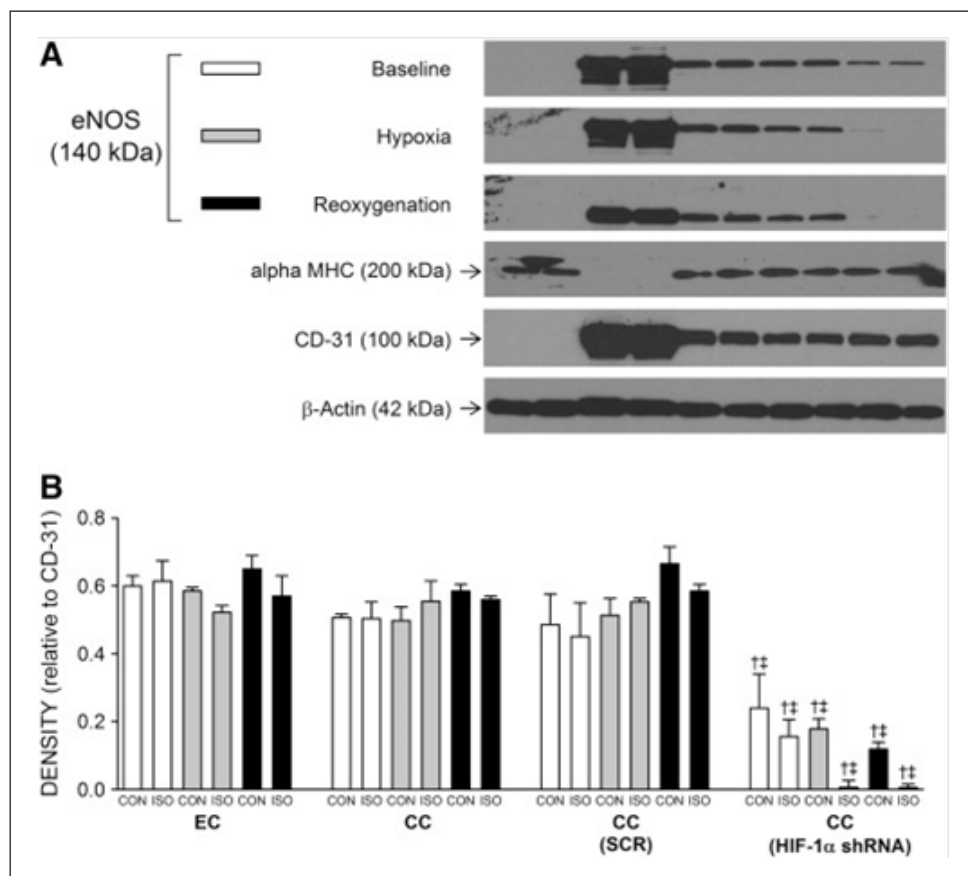 A
eNOS
(140 kDa)
Baseline
Hypoxia
Reoxygenation
alpha MHC (200 kDa)
CD-31 (100 kDa)
β-Actin (42 kDa)
B
DENSITY (relative to CD-31)
0.8
0.6
0.4
0.2
0.0
†‡ †‡ †‡ †‡ †‡ †‡
CON ISO CON ISO CON ISO CON ISO CON ISO CON ISO CON ISO CON ISO CON ISO CON ISO CON ISO CON ISO
EC CC CC CC
(SCR) (HIF-1α shRNA)